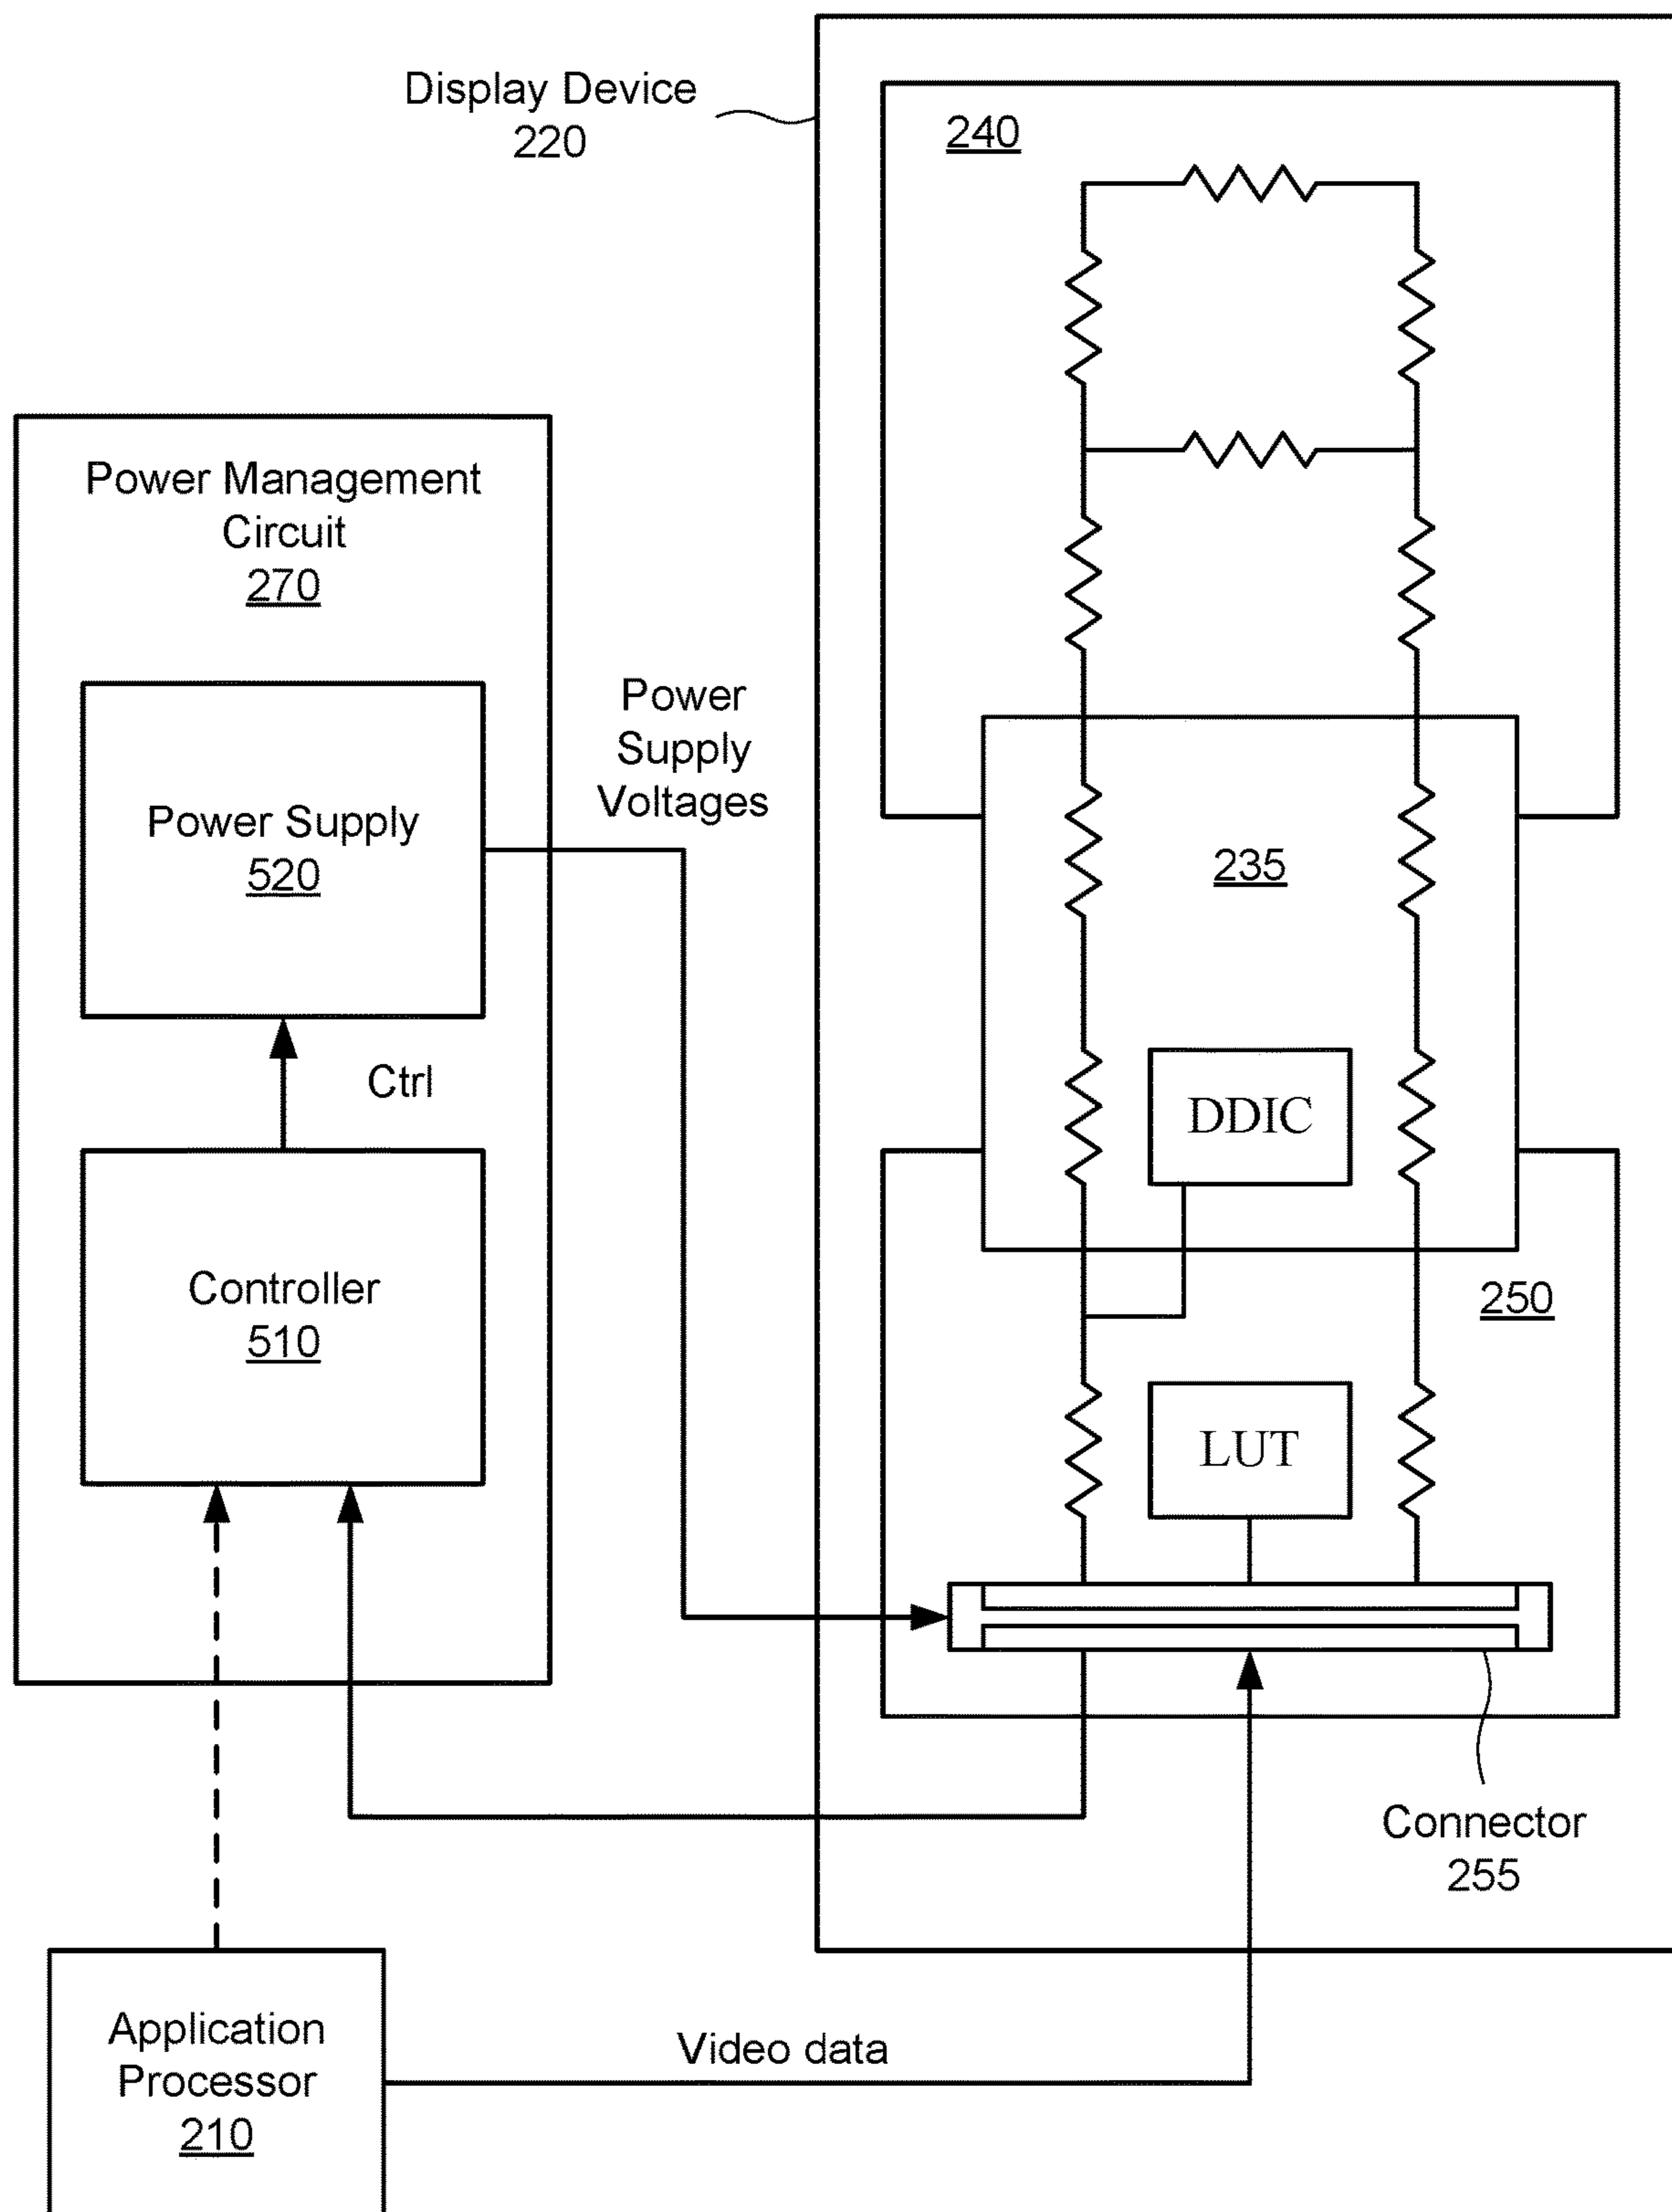 Display Device
220
240
Power Management
Circuit
270
Power
Supply
Voltages
Power Supply
520
235
Ctrl
DDIC
Controller
510
250
LUT
Connector
255
Application
Processor
210
Video data